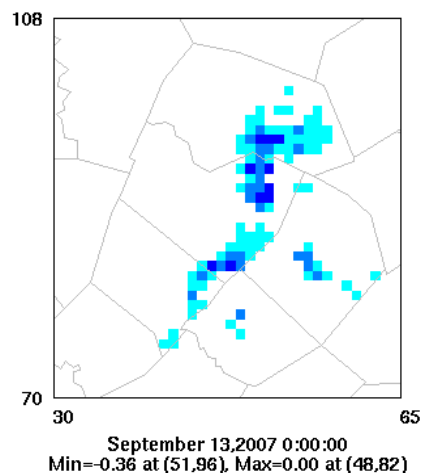 108
70
30
65
September 13,2007 0:00:00
Min=-0.36 at (51,96), Max=0.00 at (48,82)